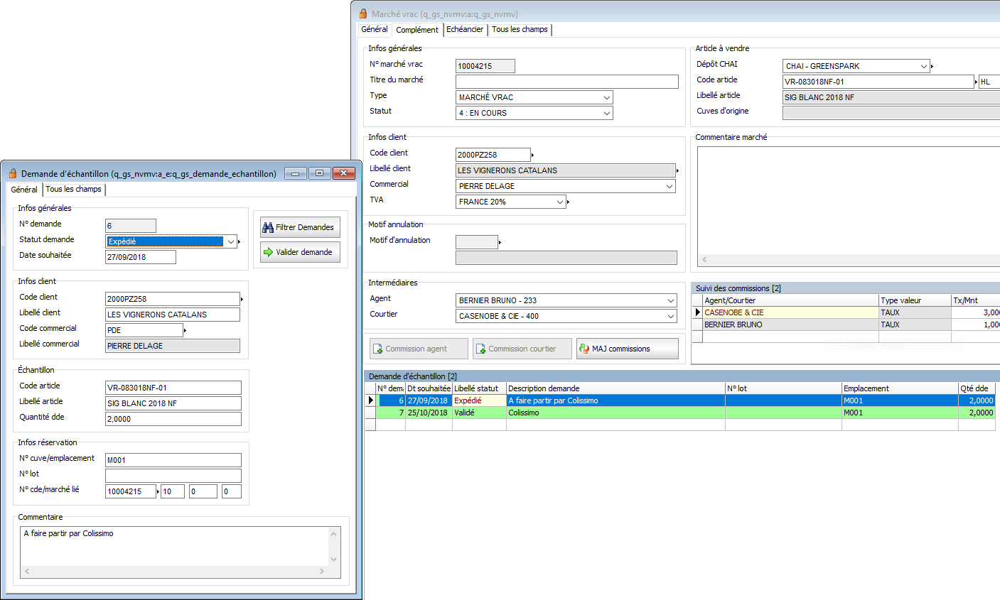 Marché vrac (q_gs_nvmv:a:q_gs_nvmv)
Général Complément Echéancier Tous les champs
Infos générales
N° marché vrac 10004215
Titre du marché
Type MARCHÉ VRAC
Statut 4 : EN COURS
Article à vendre
Dépôt CHAI CHAI - GREENSPARK
Code article VR-083018NF-01 HL
Libellé article SIG BLANC 2018 NF
Cuves d'origine
Infos client
Code client 2000PZ258
Libellé client LES VIGNERONS CATALANS
Commercial PIERRE DELAGE
TVA FRANCE 20%
Commentaire marché
Motif annulation
Motif d'annulation
Intermédiaires
Agent BERNIER BRUNO - 233
Courtier CASENOBE & CIE - 400
Commission agent Commission courtier MAJ commissions
Suivi des commissions [2]
Agent/Courtier Type valeur Tx/Mnt
CASENOBE & CIE TAUX 3,000
BERNIER BRUNO TAUX 1,000
Demande d'échantillon [2]
N° dem Dt souhaitée Libellé statut Description demande N° lot Emplacement Qté dde
6 27/09/2018 Expédié A faire partir par Colissimo M001 2,0000
7 25/10/2018 Validé Colissimo M001 2,0000
Demande d'échantillon (q_gs_nvmv:a_e:q_gs_demande_echantillon)
Général Tous les champs
Infos générales
N° demande 6
Statut demande Expédié
Date souhaitée 27/09/2018
Filtrer Demandes
Valider demande
Infos client
Code client 2000PZ258
Libellé client LES VIGNERONS CATALANS
Code commercial PDE
Libellé commercial PIERRE DELAGE
Échantillon
Code article VR-083018NF-01
Libellé article SIG BLANC 2018 NF
Quantité dde 2,0000
Infos réservation
N° cuve/emplacement M001
N° lot
N° cde/marché lié 10004215 10 0 0
Commentaire
A faire partir par Colissimo